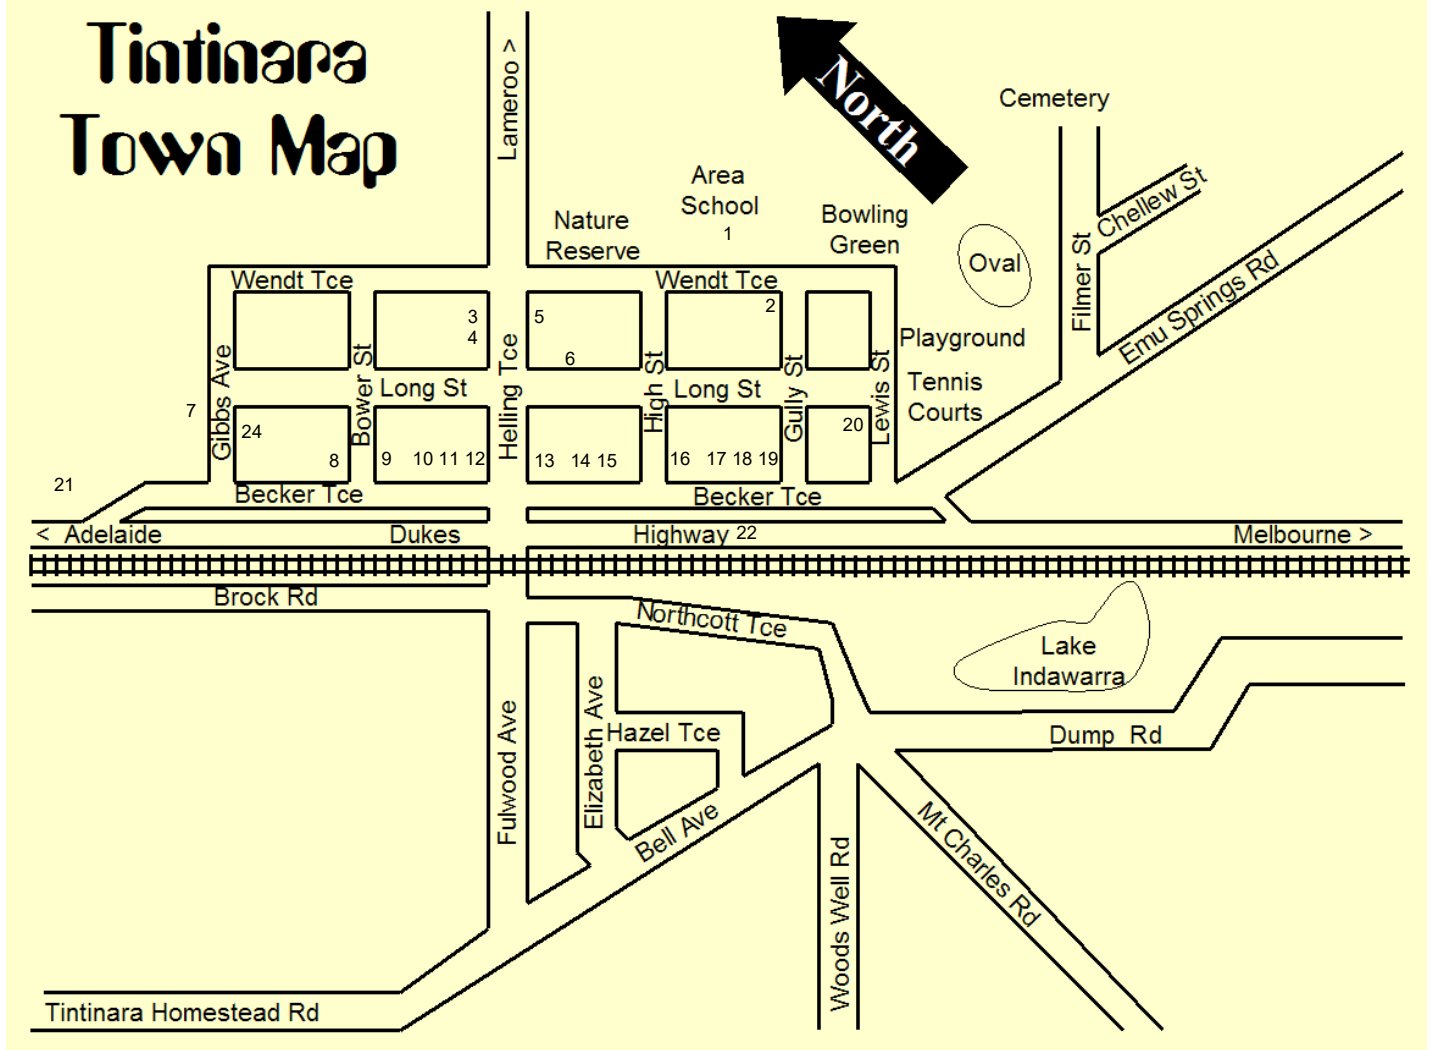 Tintinara
Town Map
Lameroo >
North
Cemetery
Area
School
1
Nature
Reserve
Bowling
Green
Oval
Chellew St
Filmer St
Emu Springs Rd
Wendt Tce
Wendt Tce
2
3
4
5
6
Playground
Tennis
Courts
Gibbs Ave
Bower St
Helling Tce
High St
Gully St
Lewis St
Long St
Long St
7
24
8
9
10
11
12
13
14
15
16
17
18
19
20
21
Becker Tce
Becker Tce
< Adelaide
Dukes
Highway
22
Melbourne >
Brock Rd
Northcott Tce
Lake
Indawarra
Fulwood Ave
Elizabeth Ave
Hazel Tce
Dump Rd
Bell Ave
Mt Charles Rd
Woods Well Rd
Tintinara Homestead Rd